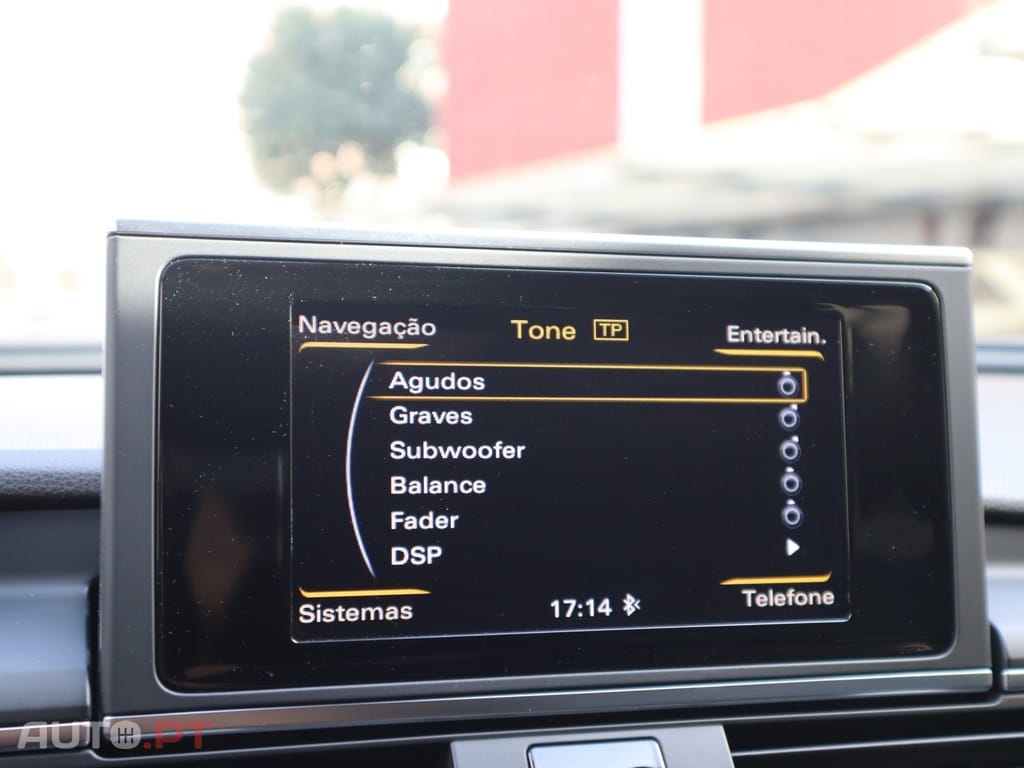 Navegação Tone TP Entertain.
Agudos
Graves
Subwoofer
Balance
Fader
DSP
Sistemas 17:14 Telefone
AUTO.PT